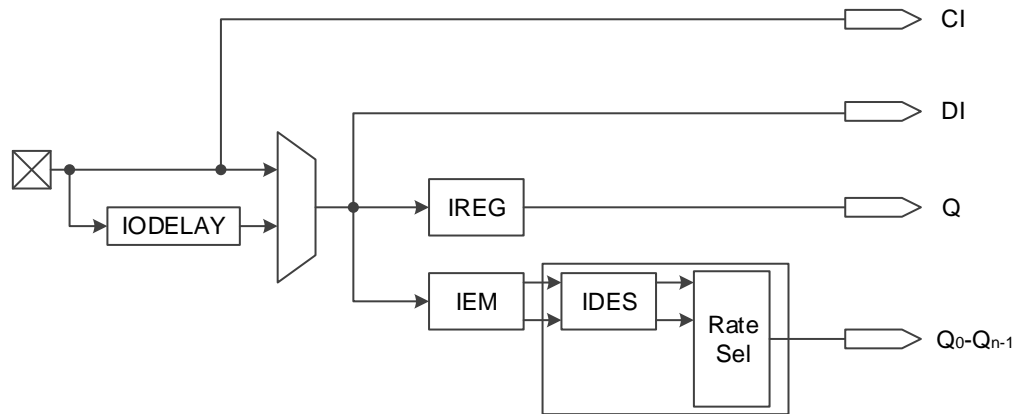 CI
DI
IODELAY
IREG
Q
IEM
IDES
Rate
Sel
Q0-Qn-1